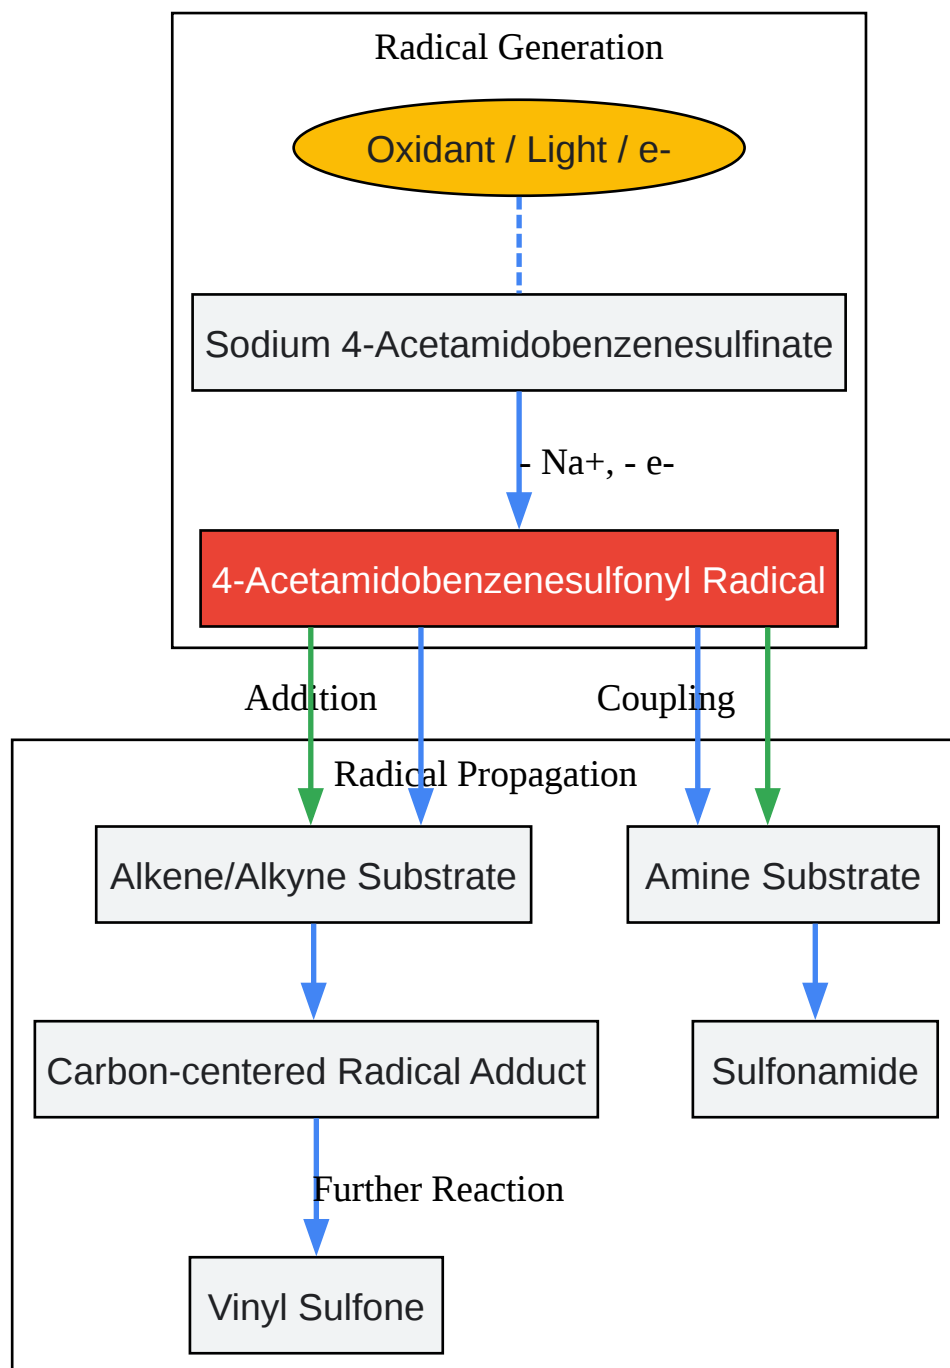 Radical Generation
Oxidant / Light / e-
Sodium 4-Acetamidobenzenesulfinate
- Na+, - e-
4-Acetamidobenzenesulfonyl Radical
Addition
Coupling
Radical Propagation
Alkene/Alkyne Substrate
Amine Substrate
Carbon-centered Radical Adduct
Sulfonamide
Further Reaction
Vinyl Sulfone